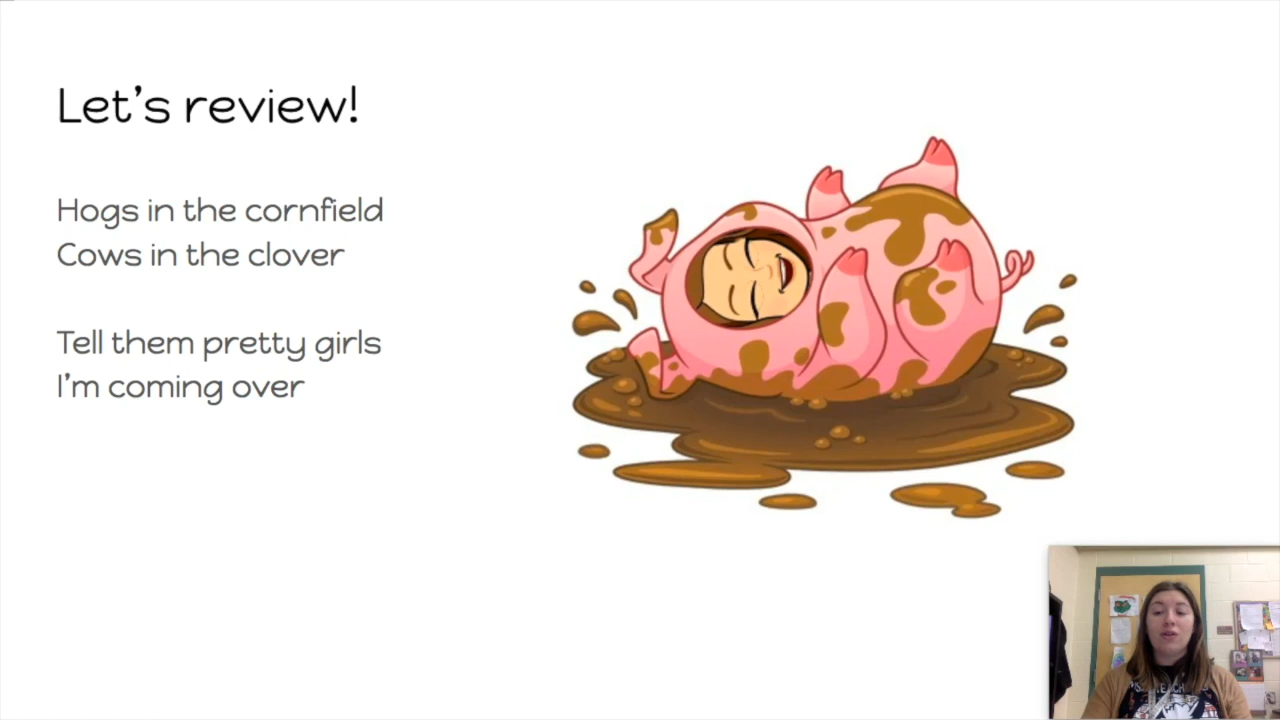 Let's review!
Hogs in the cornfield
Cows in the clover
Tell them pretty girls
I'm coming over